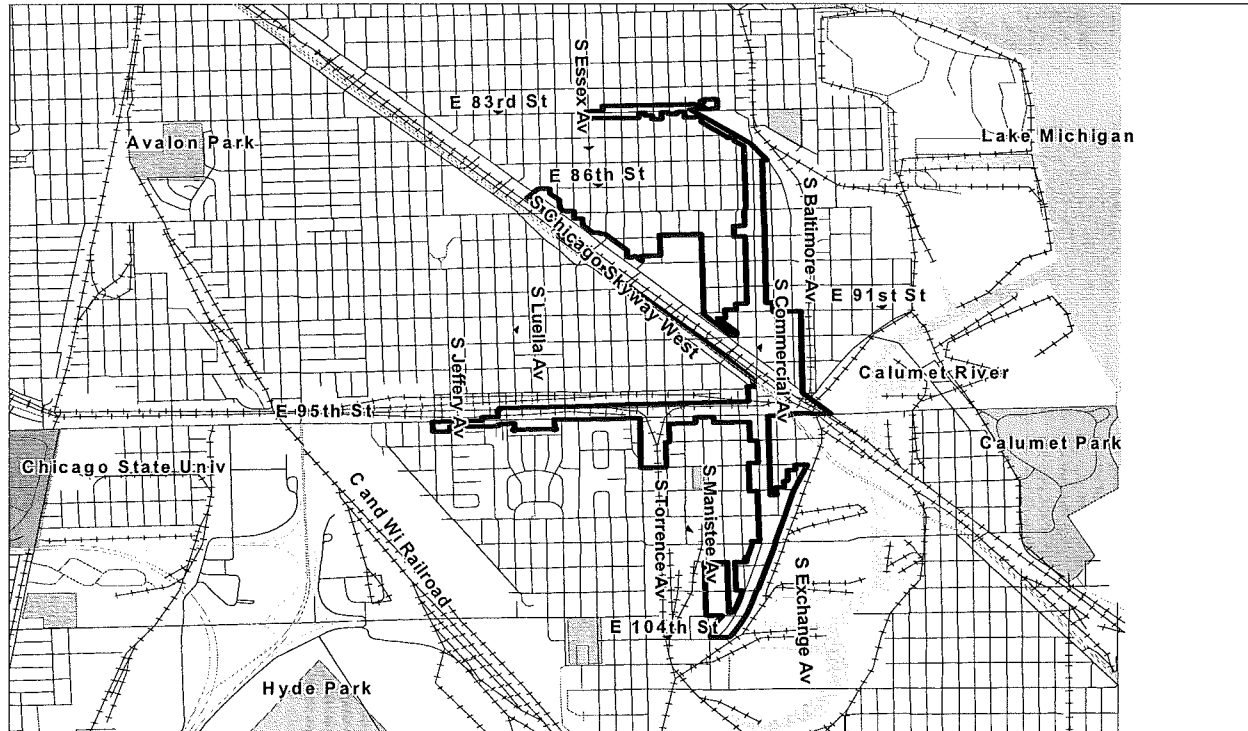 S Essex Av
E 83rd St
Avalon Park
Lake Michigan
E 86th St
S Baltimore Av
S Chicago Skyway West
S Commercial Av
E 91st St
S Luella Av
S Jeffery Av
Calumet River
E 95th St
Calumet Park
Chicago State Univ
C and WI Railroad
S Torrence Av
S Manistee Av
S Exchange Av
E 104th St
Hyde Park